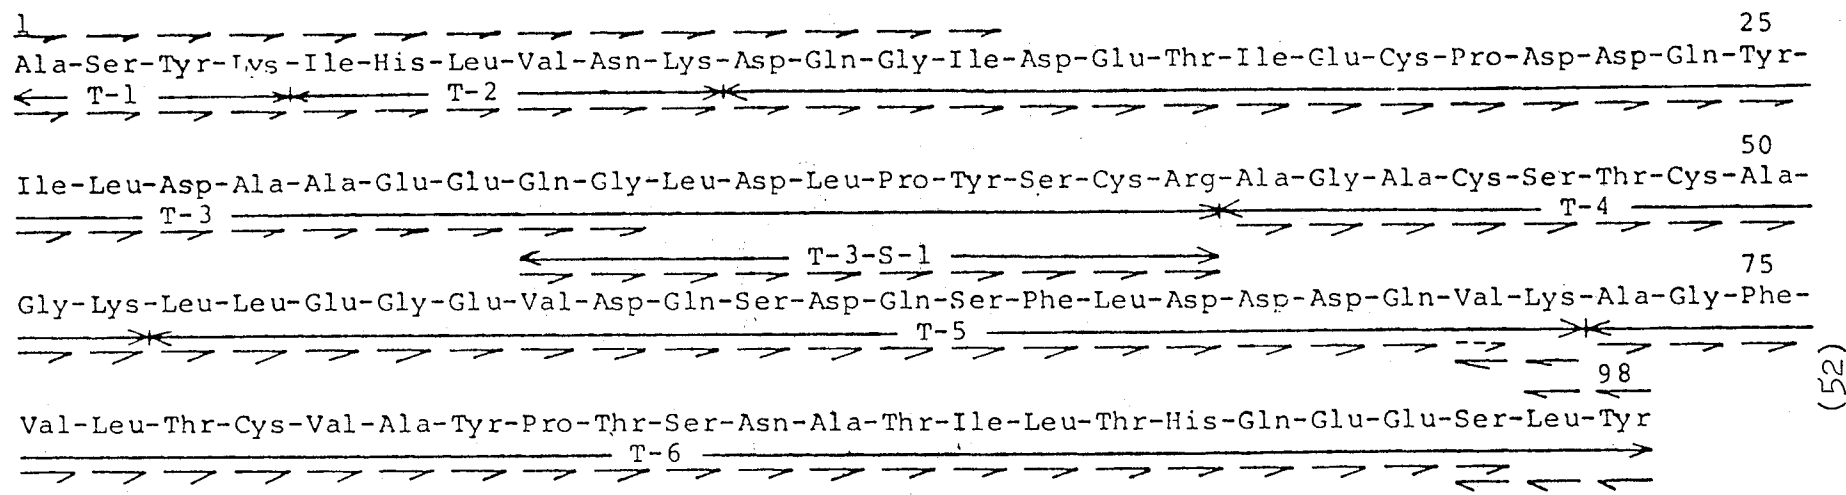 1 25
Ala-Ser-Tyr-Lys-Ile-His-Leu-Val-Asn-Lys-Asp-Gln-Gly-Ile-Asp-Glu-Thr-Ile-Glu-Cys-Pro-Asp-Asp-Gln-Tyr-
T-1 T-2
50
Ile-Leu-Asp-Ala-Ala-Glu-Glu-Gln-Gly-Leu-Asp-Leu-Pro-Tyr-Ser-Cys-Arg-Ala-Gly-Ala-Cys-Ser-Thr-Cys-Ala-
T-3 T-4
T-3-S-1
75
Gly-Lys-Leu-Leu-Glu-Gly-Glu-Val-Asp-Gln-Ser-Asp-Gln-Ser-Phe-Leu-Asp-Asp-Asp-Gln-Val-Lys-Ala-Gly-Phe-
T-5
98
Val-Leu-Thr-Cys-Val-Ala-Tyr-Pro-Thr-Ser-Asn-Ala-Thr-Ile-Leu-Thr-His-Gln-Glu-Glu-Ser-Leu-Tyr
T-6
(52)